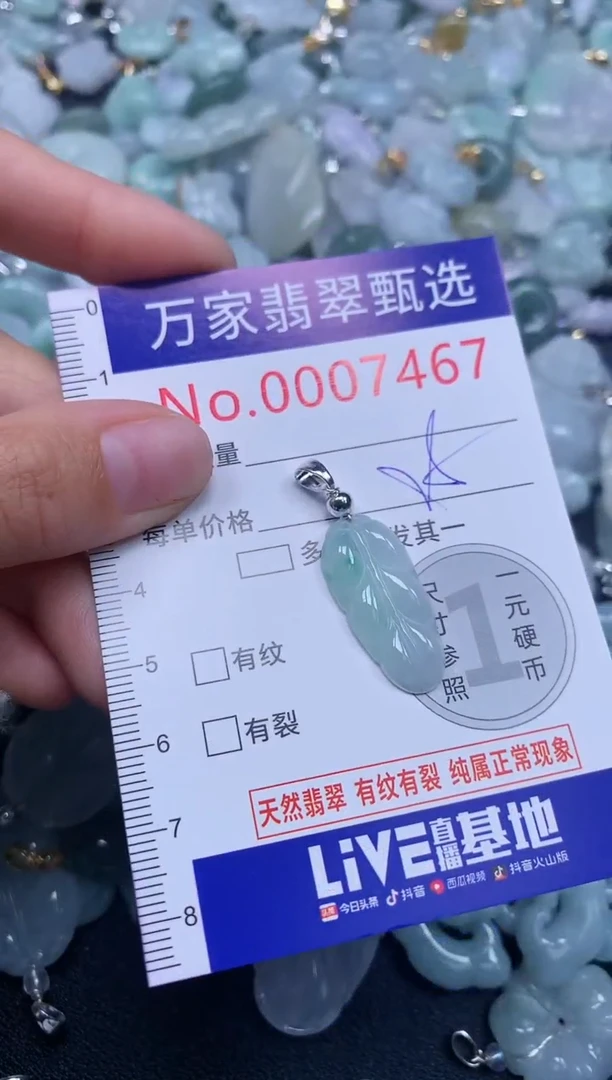 0
万家翡翠甄选
1
No.0007467
量
每单价格
多 发其一
4
一元硬币
尺寸参照
1
5
有纹
6
有裂
天然翡翠 有纹有裂 纯属正常现象
7
LiVE直播基地
头条 今日头条 抖音 西瓜视频 抖音火山版
8